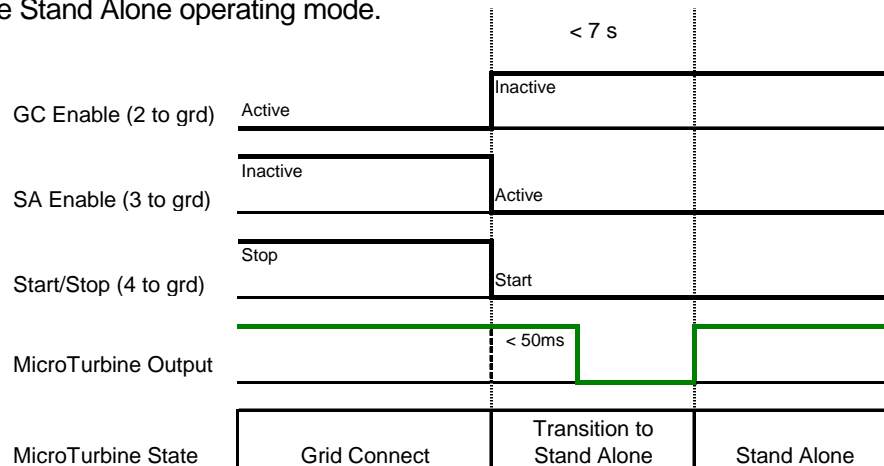 e Stand Alone operating mode.
< 7 s
Inactive
GC Enable (2 to grd) Active
Inactive
SA Enable (3 to grd) Active
Stop
Start/Stop (4 to grd) Start
< 50ms
MicroTurbine Output
Transition to
MicroTurbine State Grid Connect Stand Alone Stand Alone